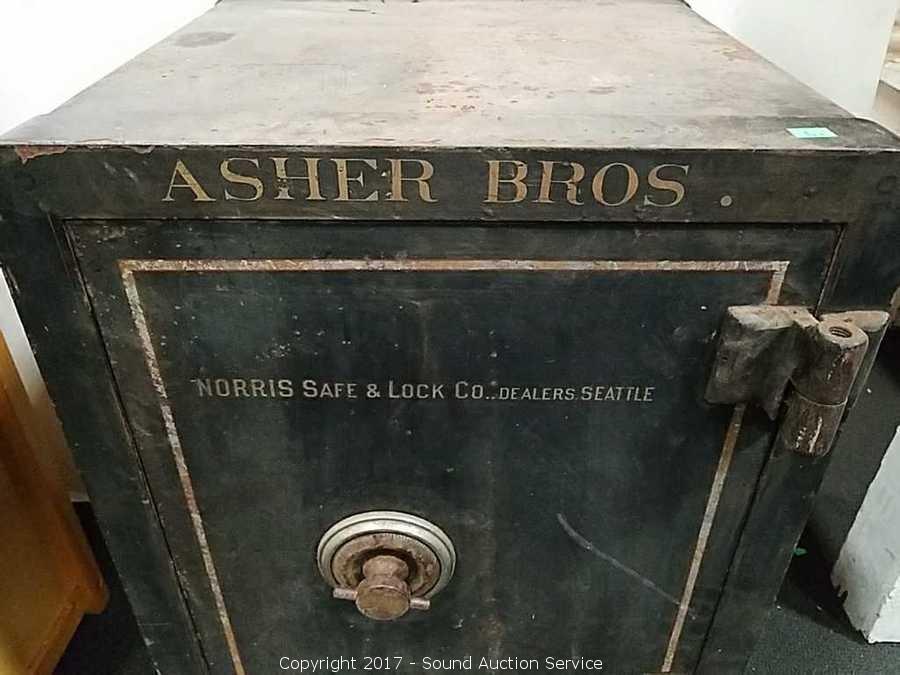 ASHER BROS.
NORRIS SAFE & LOCK CO., DEALERS, SEATTLE
Copyright 2017 - Sound Auction Service